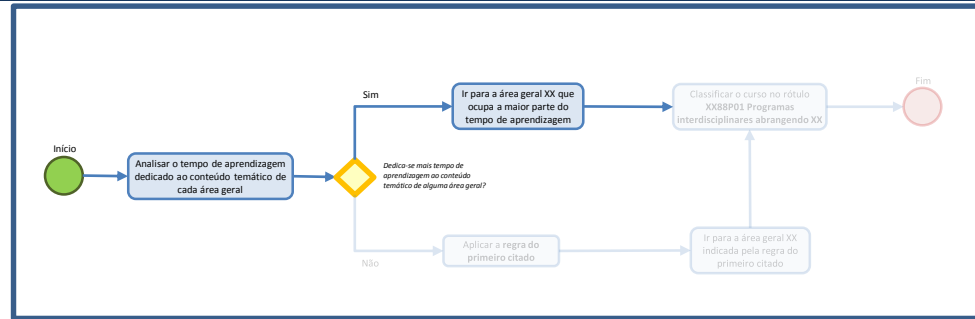 Início
Analisar o tempo de aprendizagem
dedicado ao conteúdo temático de
cada área geral
Sim
Dedica-se mais tempo de
aprendizagem ao conteúdo
temático de alguma área geral?
Não
Ir para a área geral XX que
ocupa a maior parte do
tempo de aprendizagem
Aplicar a regra do
primeiro citado
Classificar o curso no rótulo
XX88P01 Programas
interdisciplinares abrangendo XX
Ir para a área geral XX
indicada pela regra do
primeiro citado
Fim